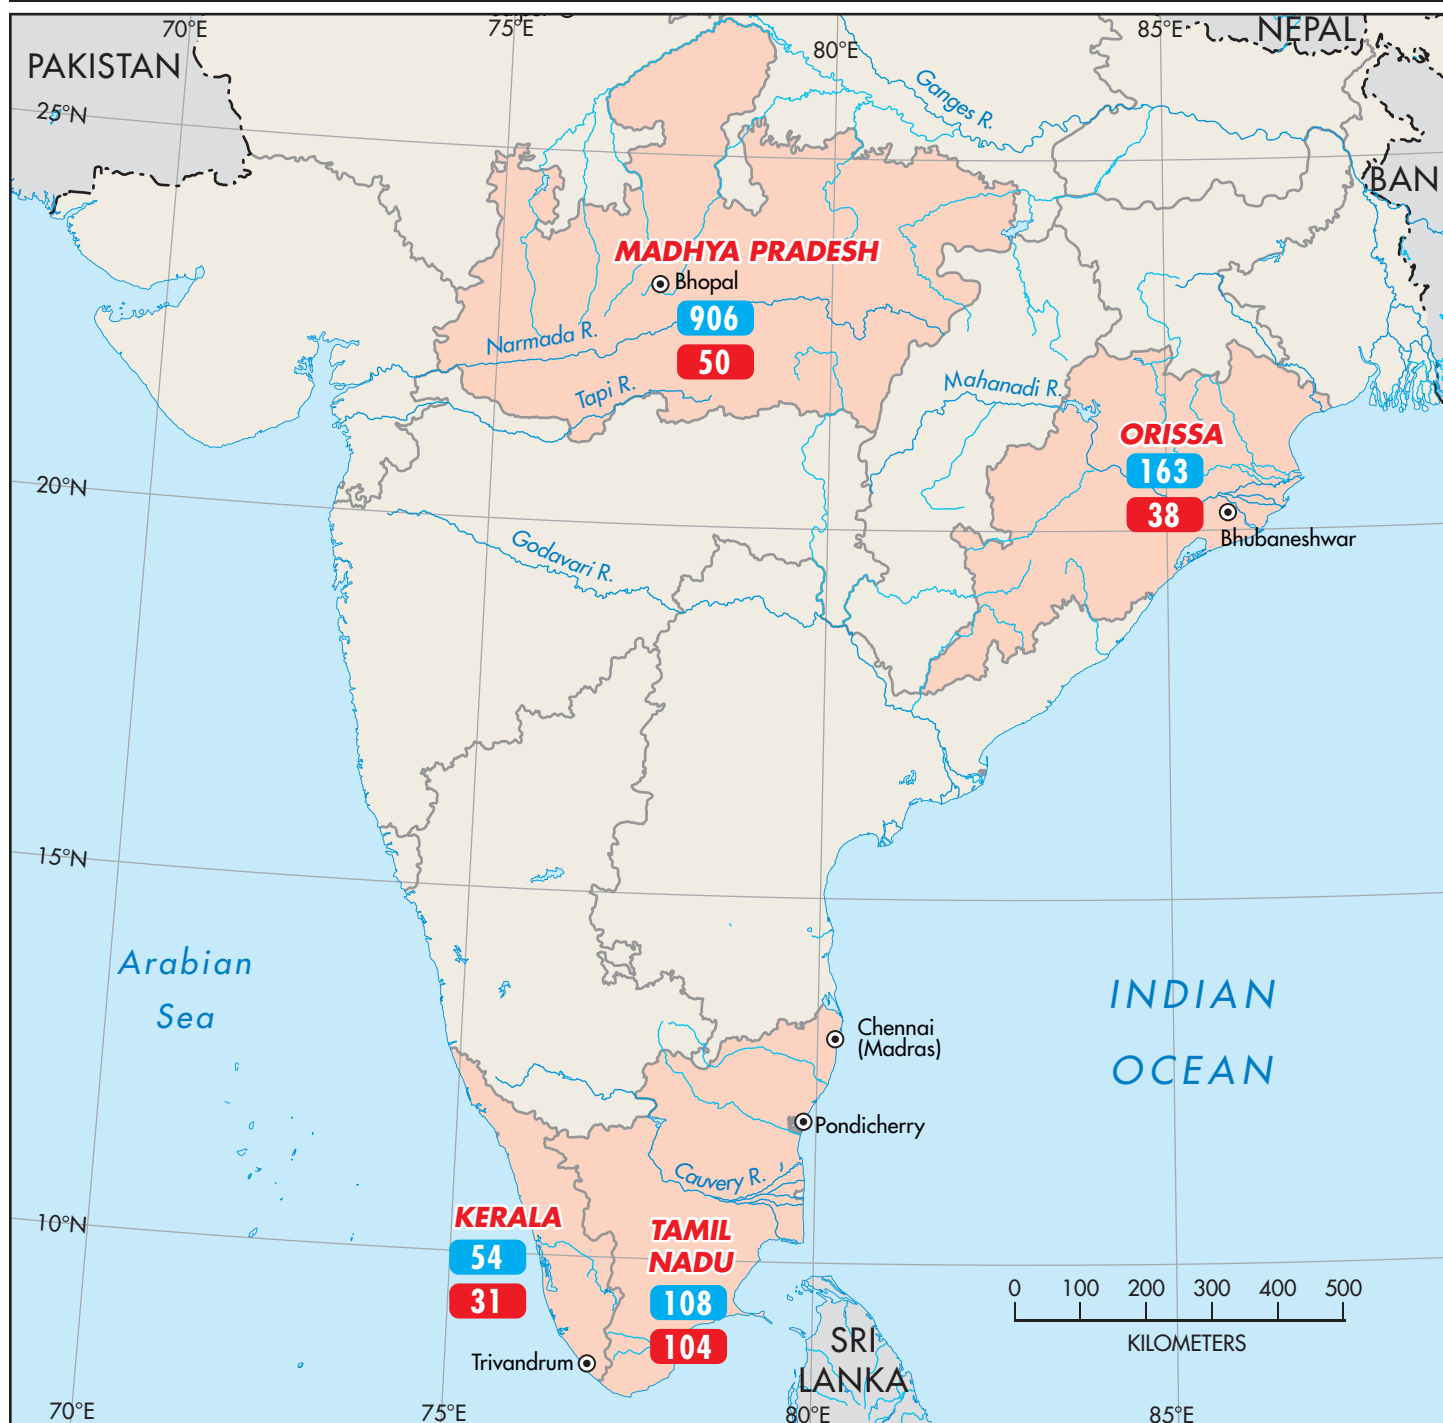 70°E
75°E
80°E
85°E
NEPAL
PAKISTAN
25°N
Ganges R.
BAN
MADHYA PRADESH
Bhopal
906
50
Narmada R.
Tapi R.
Mahanadi R.
ORISSA
163
38
Bhubaneshwar
20°N
Godavari R.
15°N
Arabian
Sea
INDIAN
OCEAN
Chennai
(Madras)
Pondicherry
Cauvery R.
10°N
KERALA
54
31
TAMIL
NADU
108
104
Trivandrum
SRI
LANKA
0 100 200 300 400 500
KILOMETERS
70°E
75°E
80°E
85°E